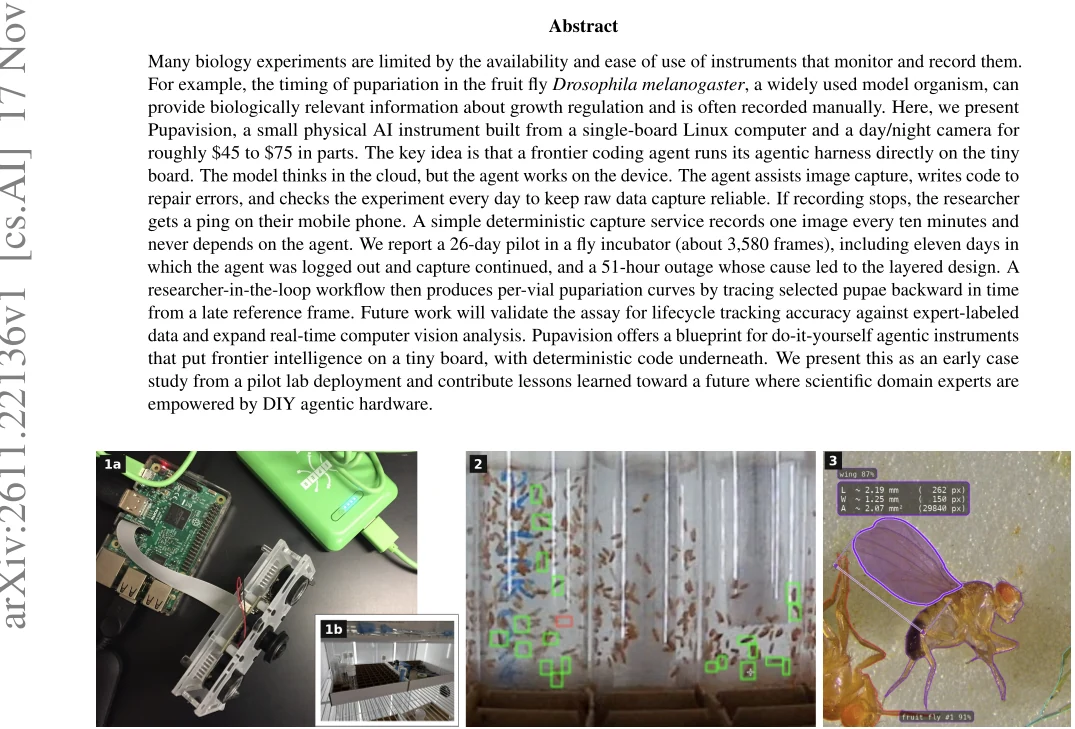 arXiv:2611.22136v1 [cs.AI] 17 Nov
Abstract
Many biology experiments are limited by the availability and ease of use of instruments that monitor and record them.
For example, the timing of pupariation in the fruit fly Drosophila melanogaster, a widely used model organism, can
provide biologically relevant information about growth regulation and is often recorded manually. Here, we present
Pupavision, a small physical AI instrument built from a single-board Linux computer and a day/night camera for
roughly $45 to $75 in parts. The key idea is that a frontier coding agent runs its agentic harness directly on the tiny
board. The model thinks in the cloud, but the agent works on the device. The agent assists image capture, writes code to
repair errors, and checks the experiment every day to keep raw data capture reliable. If recording stops, the researcher
gets a ping on their mobile phone. A simple deterministic capture service records one image every ten minutes and
never depends on the agent. We report a 26-day pilot in a fly incubator (about 3,580 frames), including eleven days in
which the agent was logged out and capture continued, and a 51-hour outage whose cause led to the layered design. A
researcher-in-the-loop workflow then produces per-vial pupariation curves by tracing selected pupae backward in time
from a late reference frame. Future work will validate the assay for lifecycle tracking accuracy against expert-labeled
data and expand real-time computer vision analysis. Pupavision offers a blueprint for do-it-yourself agentic instruments
that put frontier intelligence on a tiny board, with deterministic code underneath. We present this as an early case
study from a pilot lab deployment and contribute lessons learned toward a future where scientific domain experts are
empowered by DIY agentic hardware.
1a
1b
2
3
wing 87%
L ~ 2.19 mm ( 262 px)
W ~ 1.25 mm ( 150 px)
A ~ 2.07 mm² (29840 px)
fruit fly #1 91%